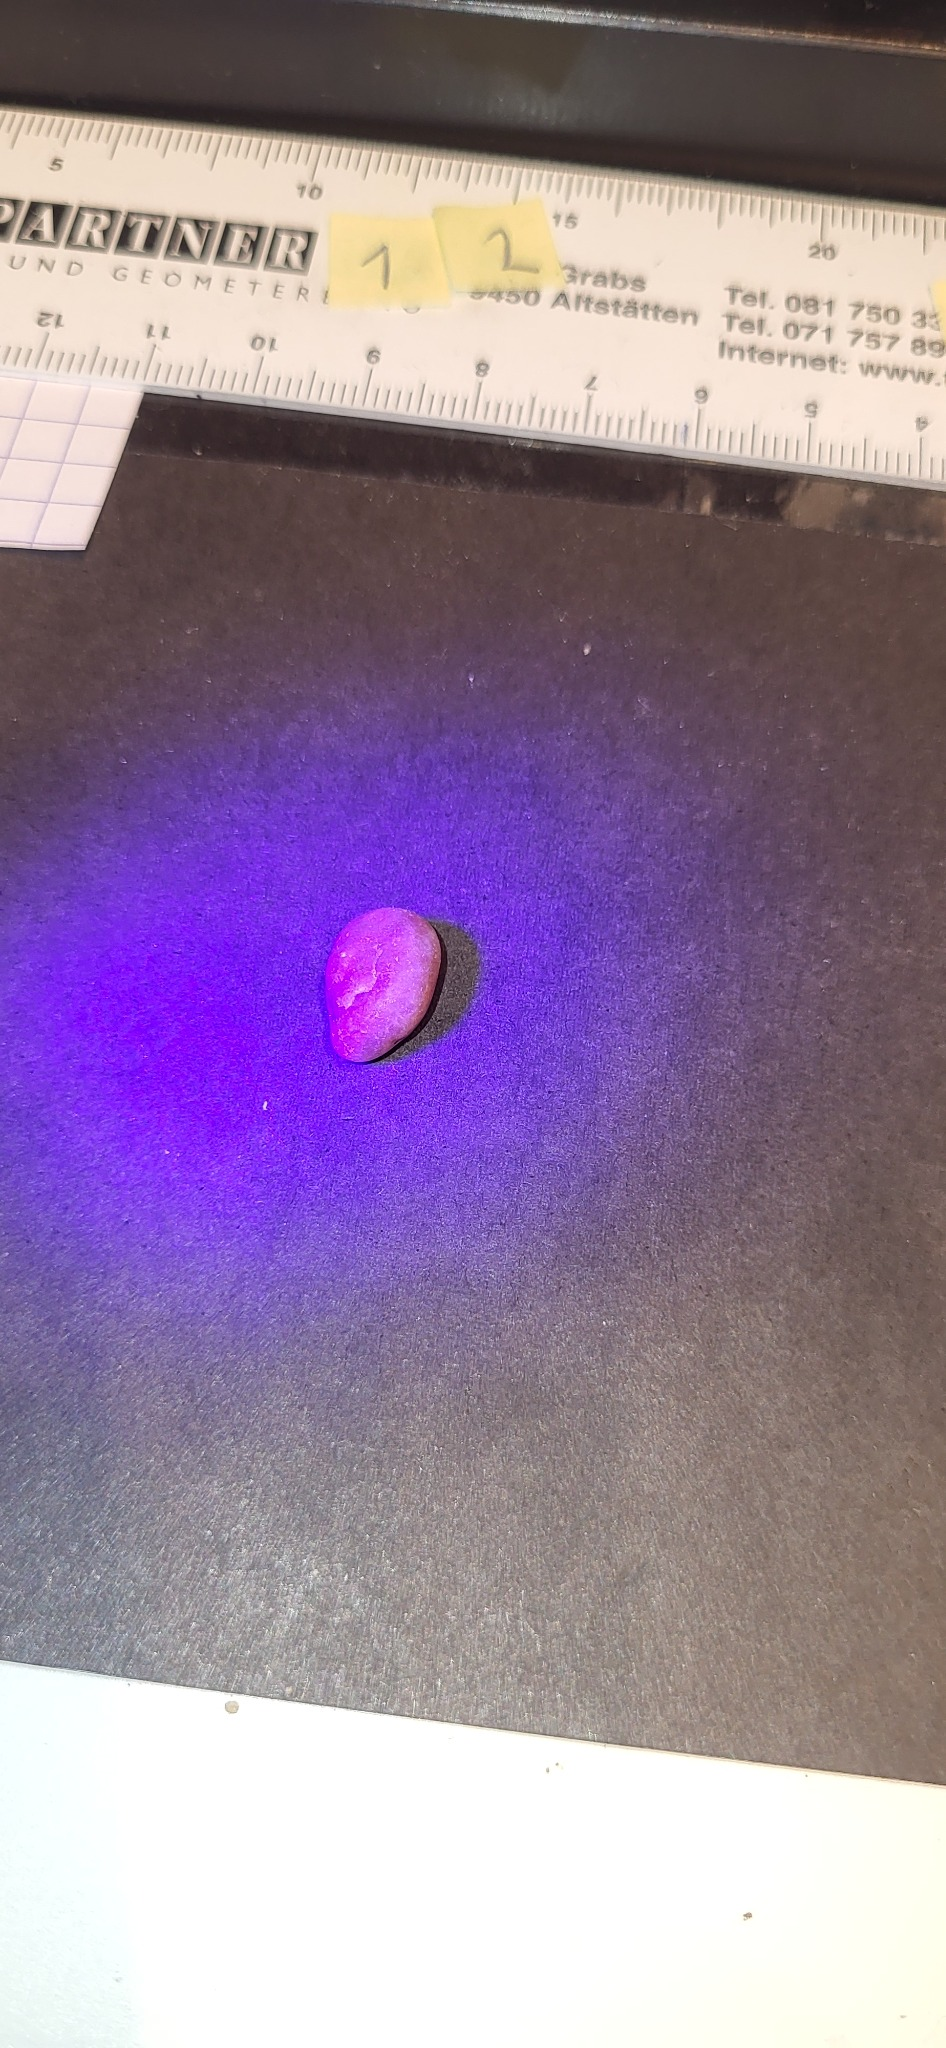 5 10 15 20
PARTNER
UND GEOMETER
1 2
Grabs
9450 Altstätten
Tel. 081 750 33
Tel. 071 757 89
Internet: www.
12 11 10 9 8 7 6 5 4